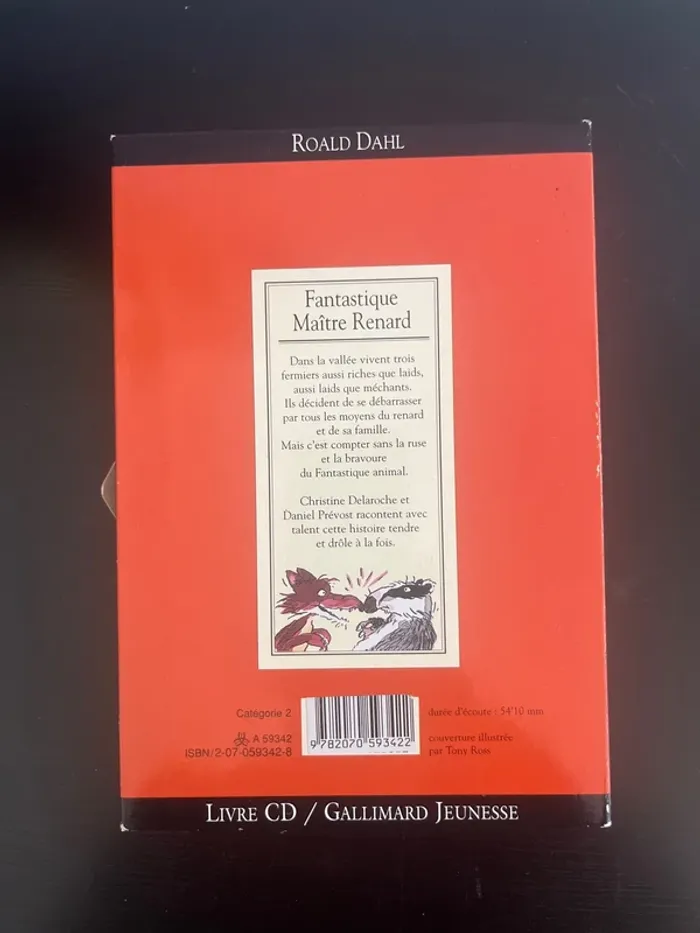 ROALD DAHL
Fantastique
Maître Renard
Dans la vallée vivent trois
fermiers aussi riches que laids,
aussi laids que méchants.
Ils décident de se débarrasser
par tous les moyens du renard
et de sa famille.
Mais c'est compter sans la ruse
et la bravoure
du Fantastique animal.
Christine Delaroche et
Daniel Prévost racontent avec
talent cette histoire tendre
et drôle à la fois.
Catégorie 2
A 59342
ISBN/2-07-059342-8
9 782070 593422
durée d'écoute : 54'10 mm
couverture illustrée
par Tony Ross
LIVRE CD / GALLIMARD JEUNESSE